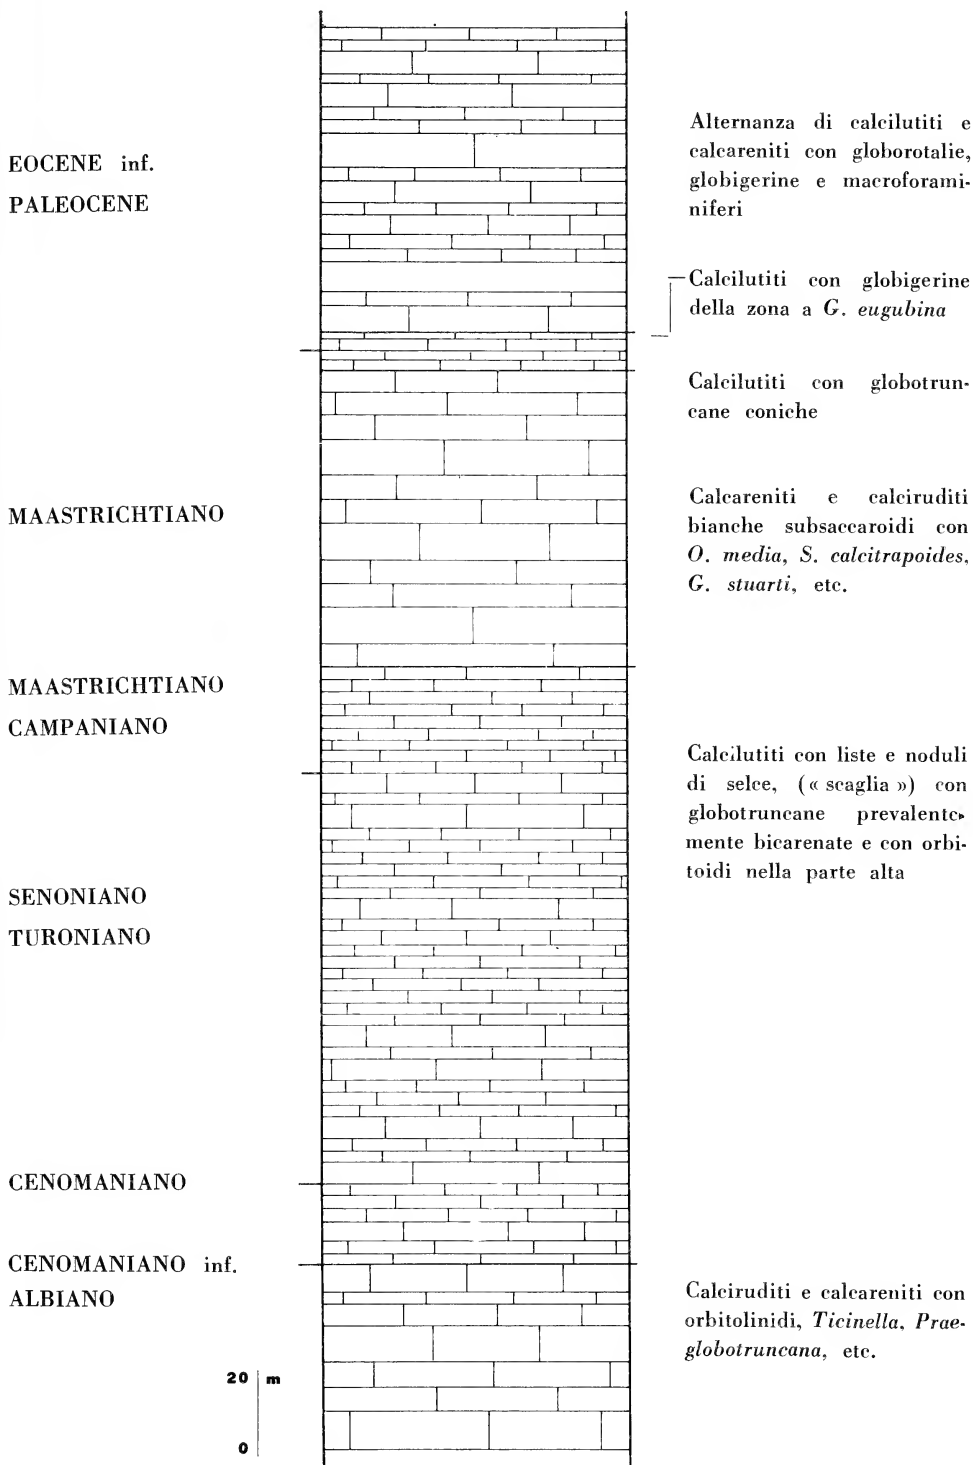 EOCENE inf.
PALEOCENE
MAASTRICHTIANO
MAASTRICHTIANO
CAMPANIANO
SENONIANO
TURONIANO
CENOMANIANO
CENOMANIANO inf.
ALBIANO
20 m
0
Alternanza di calcilutiti e
calcareniti con globorotalie,
globigerine e macroforami-
niferi
Calcilutiti con globigerine
della zona a G. eugubina
Calcilutiti con globotrun-
cane coniche
Calcareniti e calciruditi
bianche subsaccaroidi con
O. media, S. calcitrapoides,
G. stuarti, etc.
Calcilutiti con liste e noduli
di selce, (« scaglia ») con
globotruncane prevalente-
mente bicarenate e con orbi-
toidi nella parte alta
Calciruditi e calcareniti con
orbitolinidi, Ticinella, Prae-
globotruncana, etc.